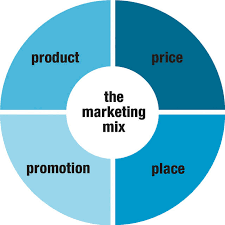 product
price
the
marketing
mix
promotion
place